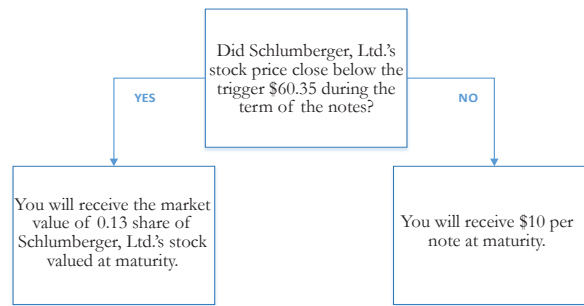 Did Schlumberger, Ltd.'s
stock price close below the
trigger $60.35 during the
term of the notes?
YES
NO
You will receive the market
value of 0.13 share of
Schlumberger, Ltd.'s stock
valued at maturity.
You will receive $10 per
note at maturity.